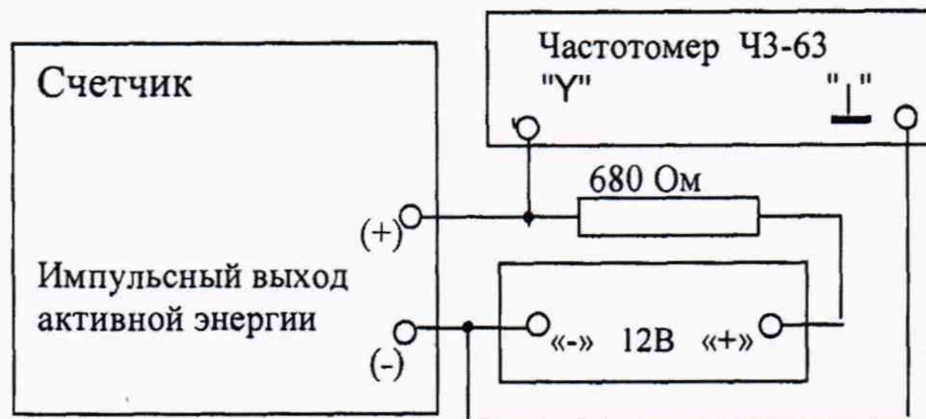 Счетчик
Частотомер Ч3-63
"Y"
"⊥"
680 Ом
(+)
Импульсный выход
активной энергии
(-)
«-» 12В «+»